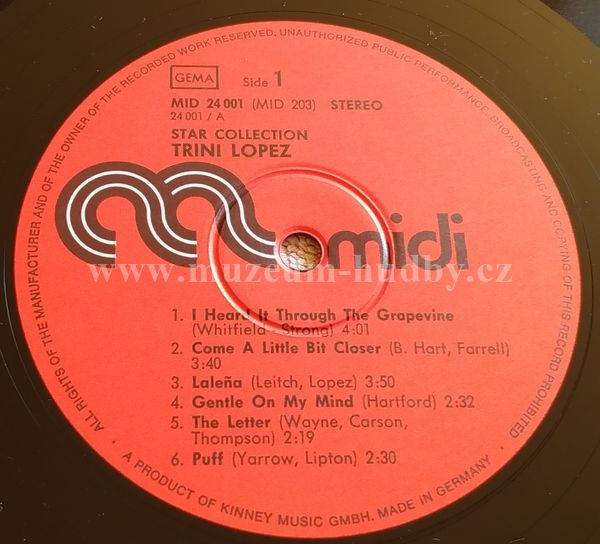 ALL RIGHTS OF THE MANUFACTURER AND OF THE OWNER OF THE RECORDED WORK RESERVED. UNAUTHORIZED PUBLIC PERFORMANCE, BROADCASTING AND COPYING OF THIS RECORD PROHIBITED
GEMA Side 1
MID 24 001 (MID 203) STEREO
24 001 / A
STAR COLLECTION
TRINI LOPEZ
midi
www.muzeum-hudby.cz
1. I Heard It Through The Grapevine
(Whitfield - Strong) 4:01
2. Come A Little Bit Closer (B. Hart, Farrell)
3:40
3. Laleña (Leitch, Lopez) 3:50
4. Gentle On My Mind (Hartford) 2:32
5. The Letter (Wayne, Carson,
Thompson) 2:19
6. Puff (Yarrow, Lipton) 2:30
A PRODUCT OF KINNEY MUSIC GMBH. MADE IN GERMANY.